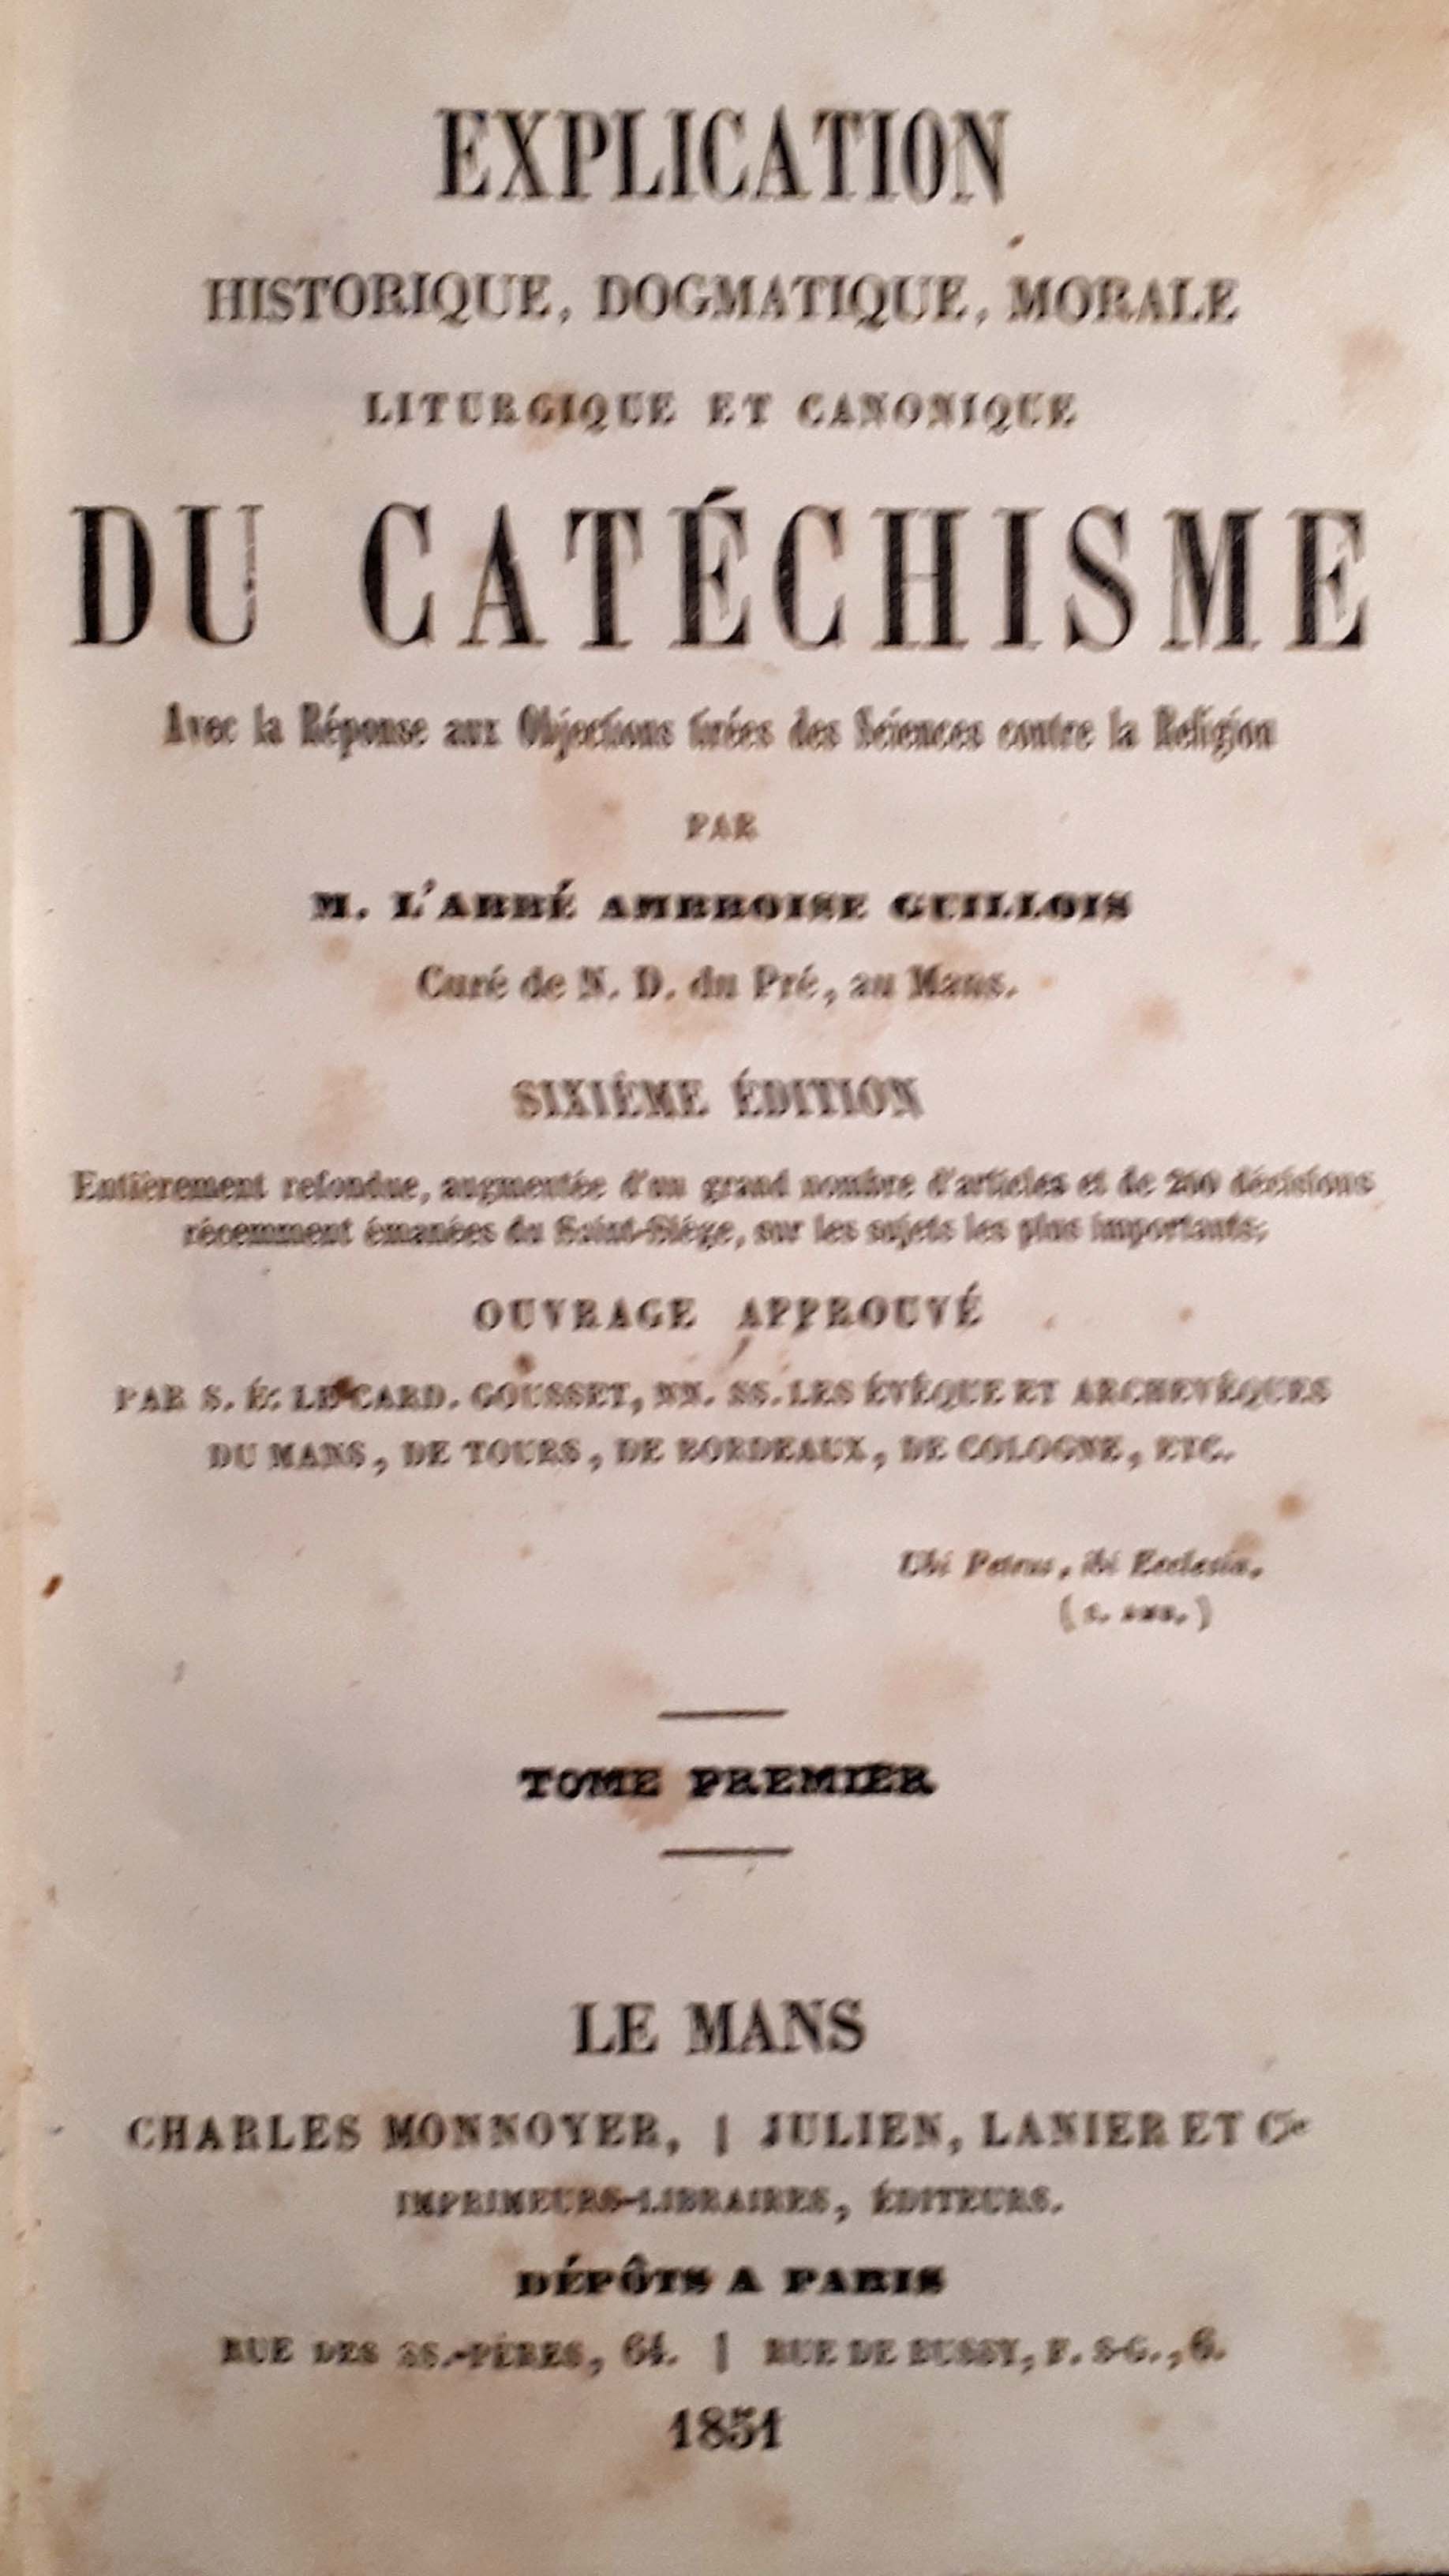 EXPLICATION
HISTORIQUE, DOGMATIQUE, MORALE
LITURGIQUE ET CANONIQUE
DU CATÉCHISME
Avec la Réponse aux Objections tirées des Sciences contre la Religion
PAR
M. L'ABBÉ AMBROISE GUILLOIS
Curé de N. D. du Pré, au Mans.
SIXIÈME ÉDITION
Entièrement refondue, augmentée d'un grand nombre d'articles et de 200 décisions
récemment émanées du Saint-Siége, sur les sujets les plus importants;
OUVRAGE APPROUVÉ
PAR S. É. LE CARD. GOUSSET, NN. SS. LES ÉVÊQUE ET ARCHEVÊQUES
DU MANS, DE TOURS, DE BORDEAUX, DE COLOGNE, ETC.
Ubi Petrus, ibi Ecclesia.
(S. AMB.)
TOME PREMIER
LE MANS
CHARLES MONNOYER, | JULIEN, LANIER ET Cie
IMPRIMEURS-LIBRAIRES, ÉDITEURS.
DÉPÔTS A PARIS
RUE DES SS.-PÈRES, 64. | RUE DE BUSSY, F. S-G., 6.
1851